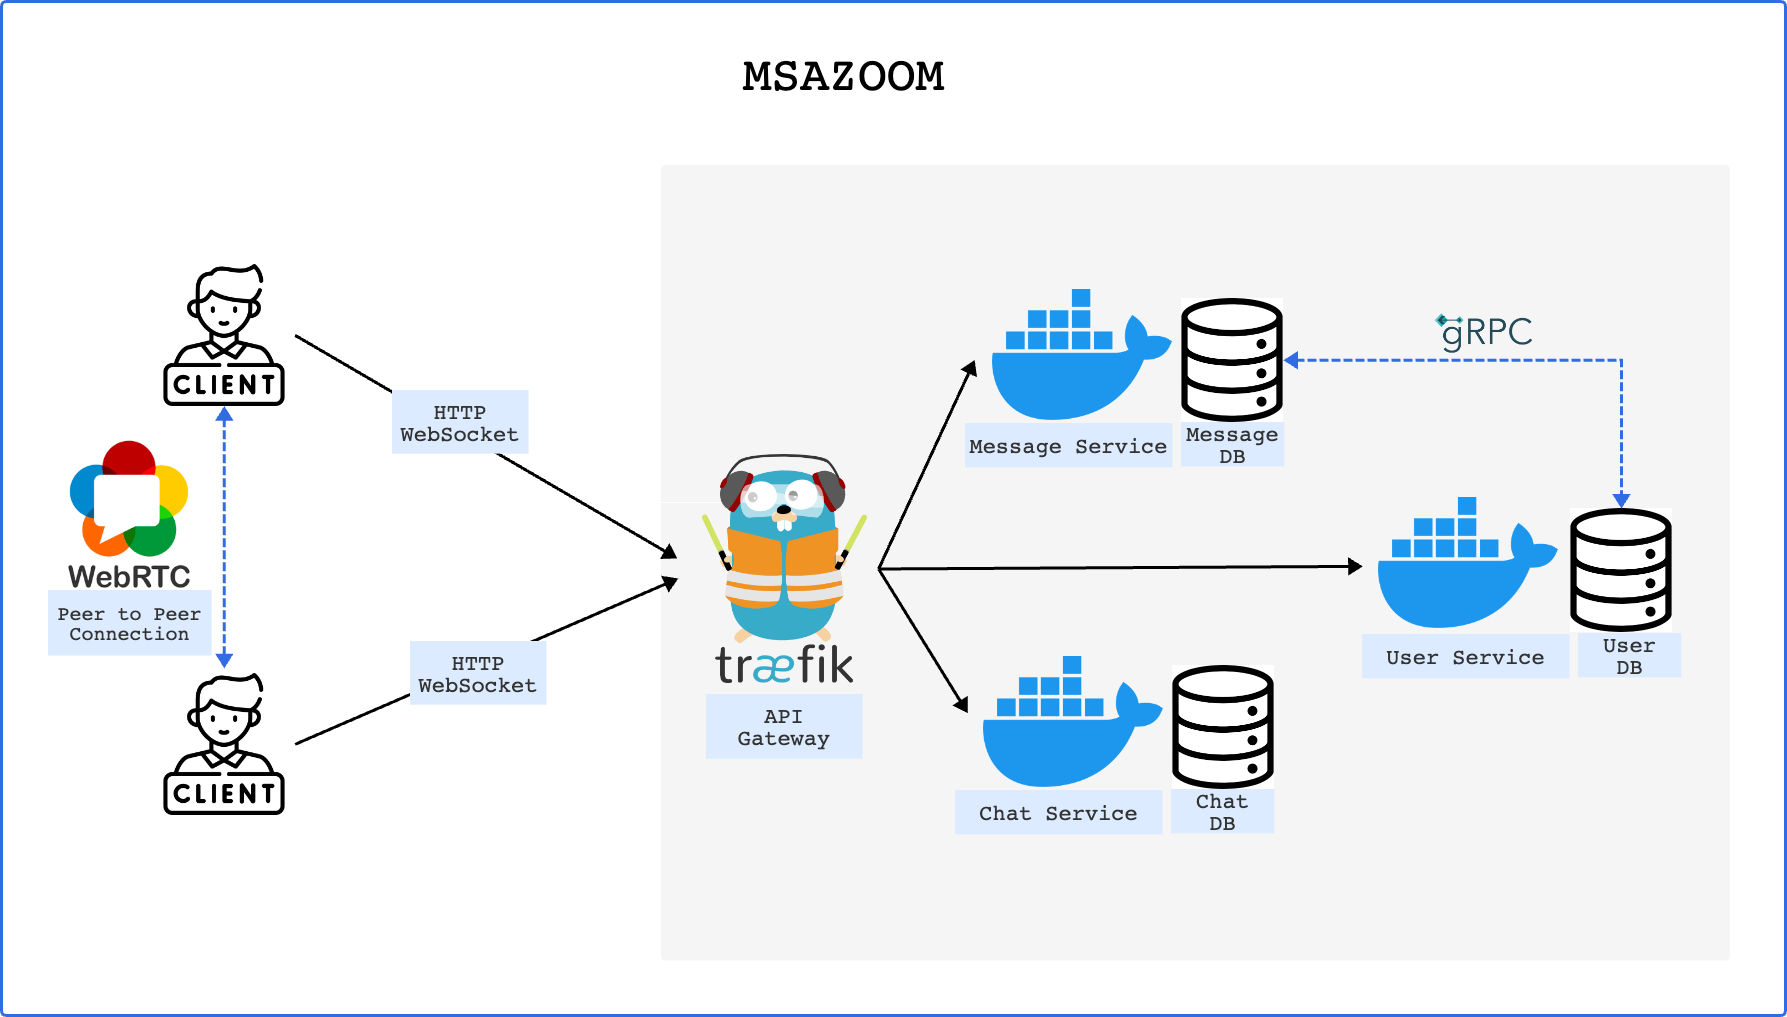 MSAZOOM
CLIENT
HTTP
WebSocket
WebRTC
Peer to Peer
Connection
CLIENT
HTTP
WebSocket
træfik
API
Gateway
Message Service
Message
DB
gRPC
User Service
User
DB
Chat Service
Chat
DB